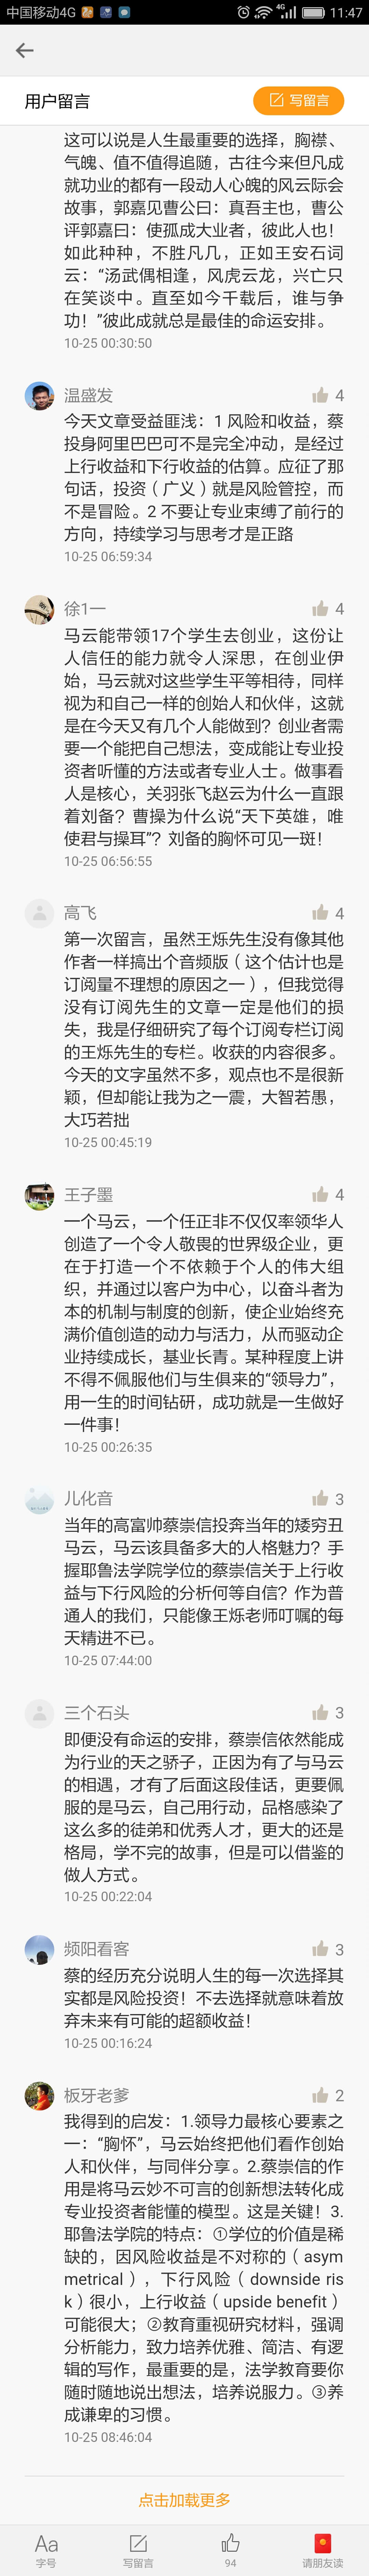 中国移动4G
4G
11:47
用户留言
写留言
这可以说是人生最重要的选择，胸襟、
气魄、值不值得追随，古往今来但凡成
就功业的都有一段动人心魄的风云际会
故事，郭嘉见曹公曰：真吾主也，曹公
评郭嘉曰：使孤成大业者，彼此人也！
如此种种，不胜凡几，正如王安石词
云：“汤武偶相逢，风虎云龙，兴亡只
在笑谈中。直至如今千载后，谁与争
功！”彼此成就总是最佳的命运安排。
10-25 00:30:50
温盛发
4
今天文章受益匪浅：1 风险和收益，蔡
投身阿里巴巴可不是完全冲动，是经过
上行收益和下行收益的估算。应征了那
句话，投资（广义）就是风险管控，而
不是冒险。2 不要让专业束缚了前行的
方向，持续学习与思考才是正路
10-25 06:59:34
徐1一
4
马云能带领17个学生去创业，这份让
人信任的能力就令人深思，在创业伊
始，马云就对这些学生平等相待，同样
视为和自己一样的创始人和伙伴，这就
是在今天又有几个人能做到？创业者需
要一个能把自己想法，变成能让专业投
资者听懂的方法或者专业人士。做事看
人是核心，关羽张飞赵云为什么一直跟
着刘备？曹操为什么说“天下英雄，唯
使君与操耳”？刘备的胸怀可见一斑！
10-25 06:56:55
高飞
4
第一次留言，虽然王烁先生没有像其他
作者一样搞出个音频版（这个估计也是
订阅量不理想的原因之一），但我觉得
没有订阅先生的文章一定是他们的损
失，我是仔细研究了每个订阅专栏订阅
的王烁先生的专栏。收获的内容很多。
今天的文字虽然不多，观点也不是很新
颖，但却能让我为之一震，大智若愚，
大巧若拙
10-25 00:45:19
王子墨
4
一个马云，一个任正非不仅仅率领华人
创造了一个令人敬畏的世界级企业，更
在于打造一个不依赖于个人的伟大组
织，并通过以客户为中心，以奋斗者为
本的机制与制度的创新，使企业始终充
满价值创造的动力与活力，从而驱动企
业持续成长，基业长青。某种程度上讲
不得不佩服他们与生俱来的“领导力”，
用一生的时间钻研，成功就是一生做好
一件事！
10-25 00:26:35
儿化音
3
当年的高富帅蔡崇信投奔当年的矮穷丑
马云，马云该具备多大的人格魅力？手
握耶鲁法学院学位的蔡崇信关于上行收
益与下行风险的分析何等自信？作为普
通人的我们，只能像王烁老师叮嘱的每
天精进不已。
10-25 07:44:00
三个石头
3
即便没有命运的安排，蔡崇信依然能成
为行业的天之骄子，正因为有了与马云
的相遇，才有了后面这段佳话，更要佩
服的是马云，自己用行动，品格感染了
这么多的徒弟和优秀人才，更大的还是
格局，学不完的故事，但是可以借鉴的
做人方式。
10-25 00:22:04
频阳看客
3
蔡的经历充分说明人生的每一次选择其
实都是风险投资！不去选择就意味着放
弃未来有可能的超额收益！
10-25 00:16:24
板牙老爹
2
我得到的启发：1.领导力最核心要素之
一：“胸怀”，马云始终把他们看作创始
人和伙伴，与同伴分享。2.蔡崇信的作
用是将马云妙不可言的创新想法转化成
专业投资者能懂的模型。这是关键！3.
耶鲁法学院的特点：①学位的价值是稀
缺的，因风险收益是不对称的（asym
metrical），下行风险（downside ris
k）很小，上行收益（upside benefit）
可能很大；②教育重视研究材料，强调
分析能力，致力培养优雅、简洁、有逻
辑的写作，最重要的是，法学教育要你
随时随地说出想法，培养说服力。③养
成谦卑的习惯。
10-25 08:46:04
点击加载更多
Aa
字号
写留言
94
请朋友读